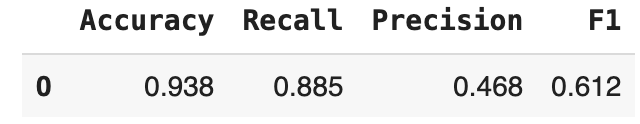 Accuracy Recall Precision F1
0 0.938 0.885 0.468 0.612